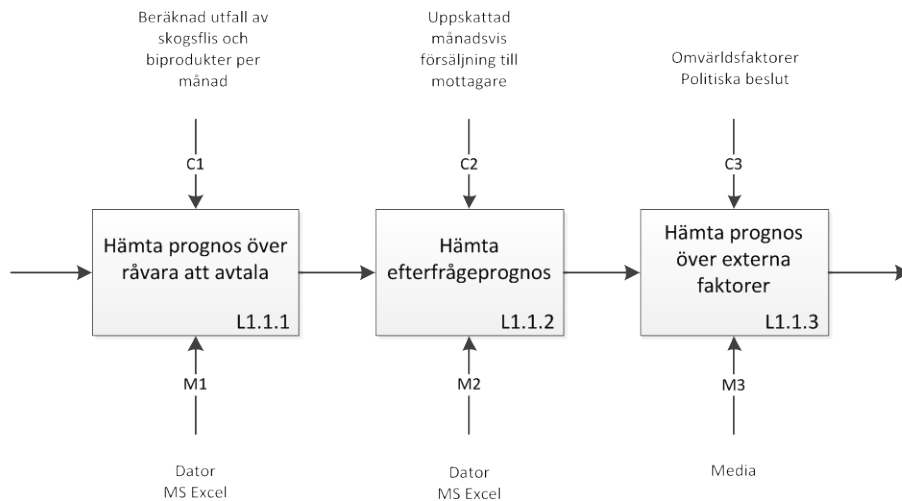 Beräknad utfall av
skogsflis och
biprodukter per
månad
Uppskattad
månadsvis
försäljning till
mottagare
Omvärldsfaktorer
Politiska beslut
C1
C2
C3
Hämta prognos över
råvara att avtala
L1.1.1
Hämta
efterfrågeprognos
L1.1.2
Hämta prognos
över externa
faktorer
L1.1.3
M1
M2
M3
Dator
MS Excel
Dator
MS Excel
Media